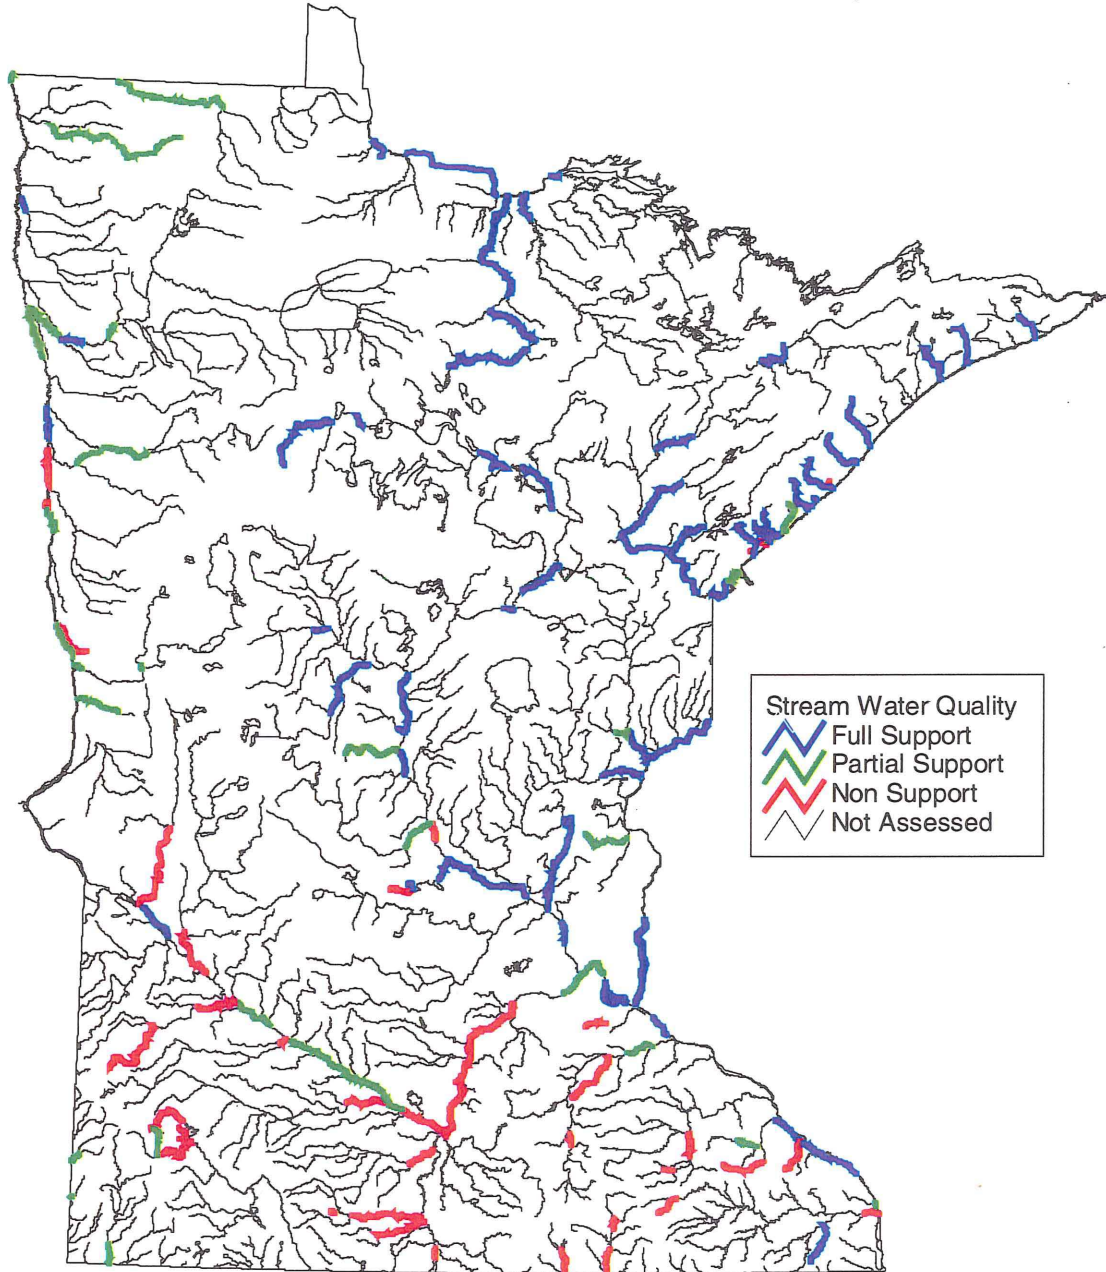 Stream Water Quality
Full Support
Partial Support
Non Support
Not Assessed